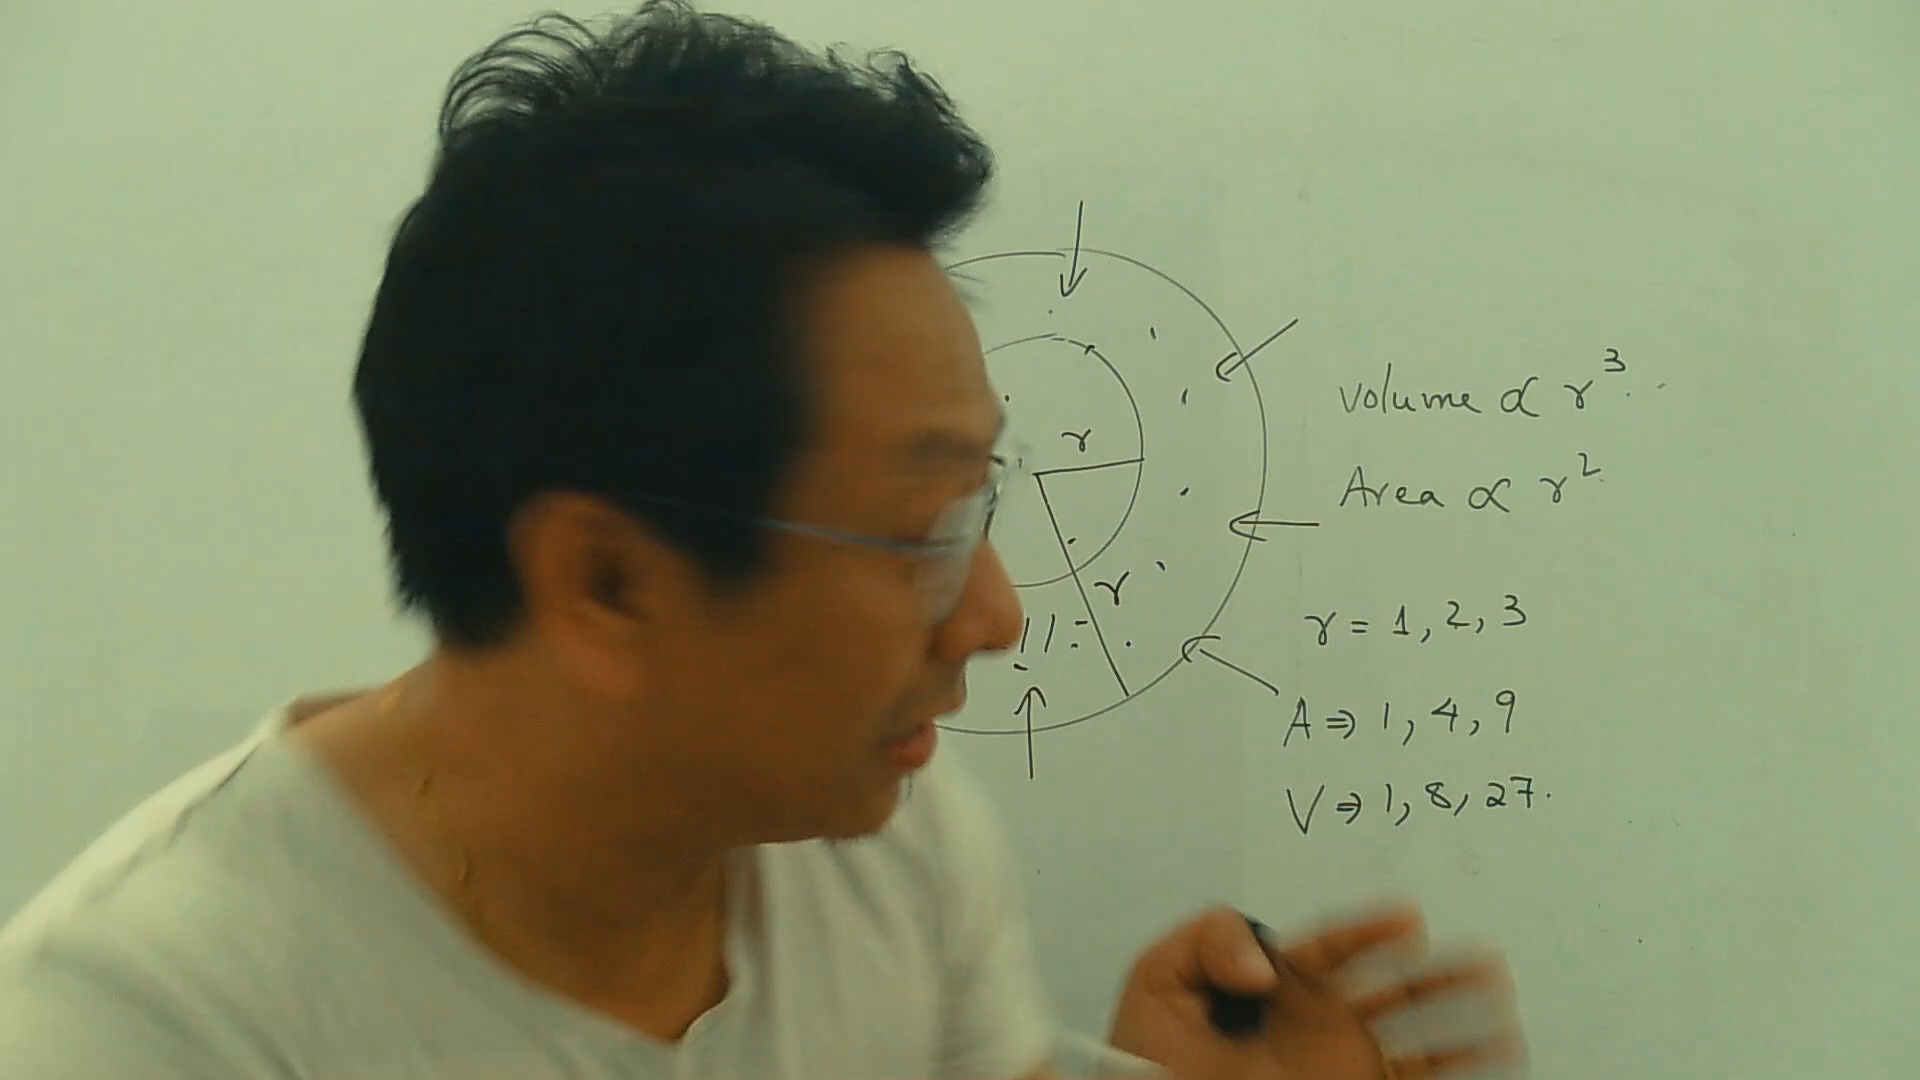 r
r
volume ∝ r³.
Area ∝ r².
r = 1, 2, 3
A ⇒ 1, 4, 9
V ⇒ 1, 8, 27.